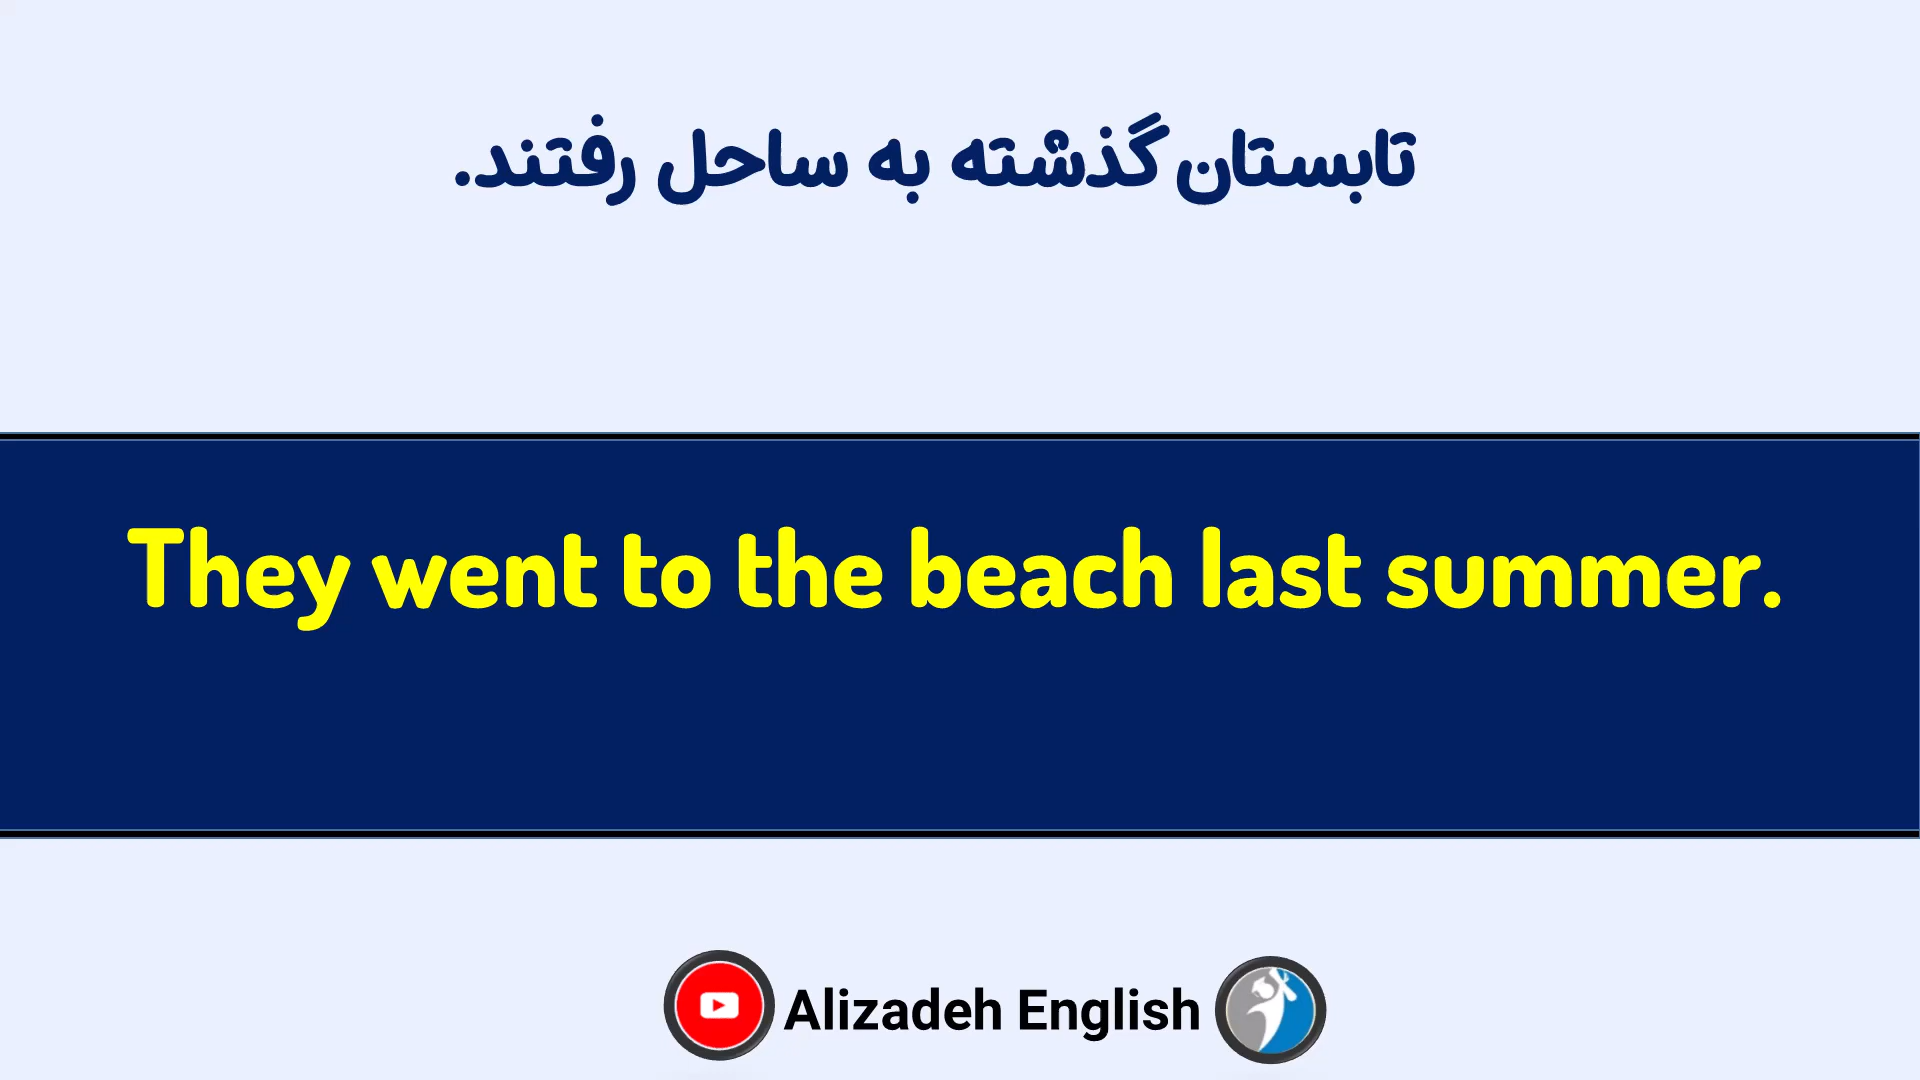 تابستان گذشته به ساحل رفتند.
They went to the beach last summer.
Alizadeh English